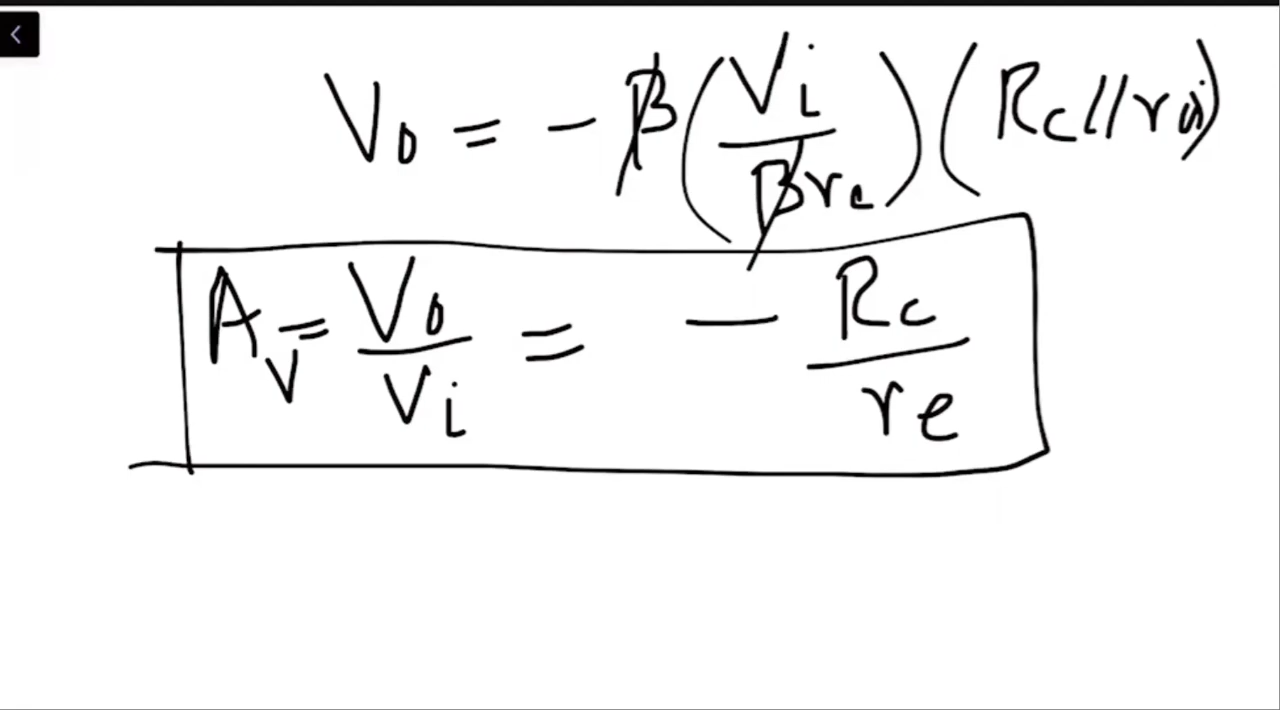 V₀ = - β (Vi / βre) (Rc // ro)
Av = V₀ / Vi = - Rc / re